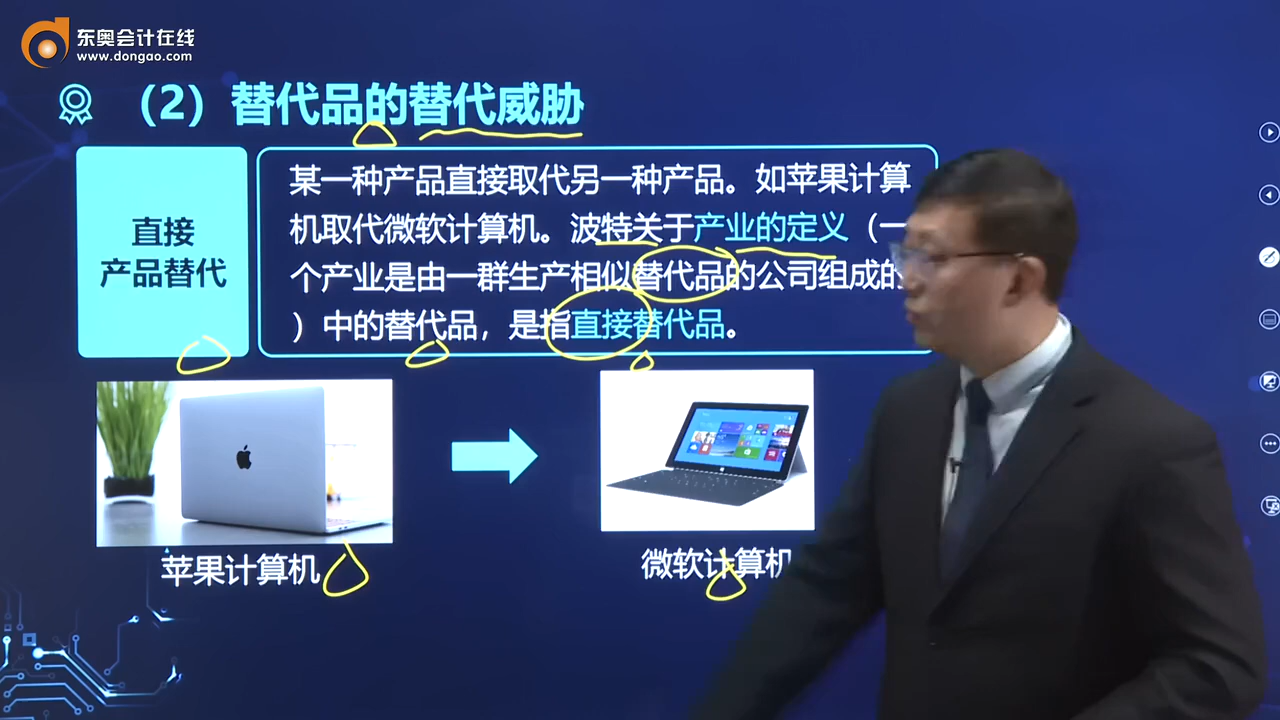 东奥会计在线
www.dongao.com
（2）替代品的替代威胁
直接
产品替代
某一种产品直接取代另一种产品。如苹果计算
机取代微软计算机。波特关于产业的定义（一
个产业是由一群生产相似替代品的公司组成的
）中的替代品，是指直接替代品。
苹果计算机
微软计算机